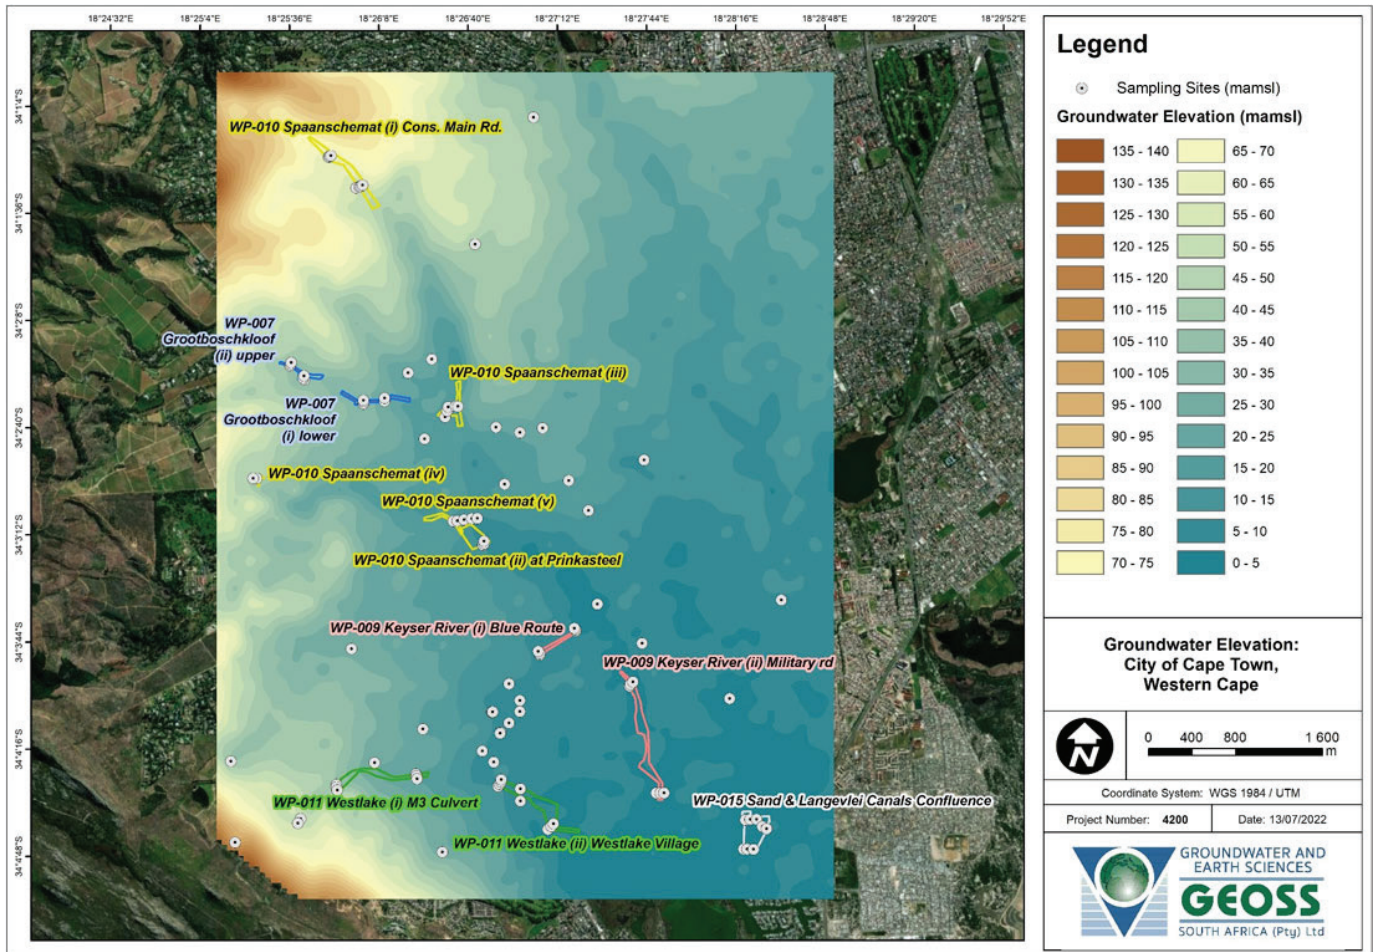 18°24'32"E 18°25'4"E 18°25'36"E 18°26'8"E 18°26'40"E 18°27'12"E 18°27'44"E 18°28'16"E 18°28'48"E 18°29'20"E 18°29'52"E
34°1'4"S
34°1'36"S
34°2'8"S
34°2'40"S
34°3'12"S
34°3'44"S
34°4'16"S
34°4'48"S
WP-010 Spaanschemat (i) Cons. Main Rd.
WP-007
Grootboschkloof
(ii) upper
WP-010 Spaanschemat (iii)
WP-007
Grootboschkloof
(i) lower
WP-010 Spaanschemat (iv)
WP-010 Spaanschemat (v)
WP-010 Spaanschemat (ii) at Prinkasteel
WP-009 Keyser River (i) Blue Route
WP-009 Keyser River (ii) Military rd
WP-011 Westlake (i) M3 Culvert
WP-015 Sand & Langevlei Canals Confluence
WP-011 Westlake (ii) Westlake Village
Legend
Sampling Sites (mamsl)
Groundwater Elevation (mamsl)
135 - 140 65 - 70
130 - 135 60 - 65
125 - 130 55 - 60
120 - 125 50 - 55
115 - 120 45 - 50
110 - 115 40 - 45
105 - 110 35 - 40
100 - 105 30 - 35
95 - 100 25 - 30
90 - 95 20 - 25
85 - 90 15 - 20
80 - 85 10 - 15
75 - 80 5 - 10
70 - 75 0 - 5
Groundwater Elevation:
City of Cape Town,
Western Cape
N
0 400 800 1 600
m
Coordinate System: WGS 1984 / UTM
Project Number: 4200 Date: 13/07/2022
GROUNDWATER AND
EARTH SCIENCES
GEOSS
SOUTH AFRICA (Pty) Ltd